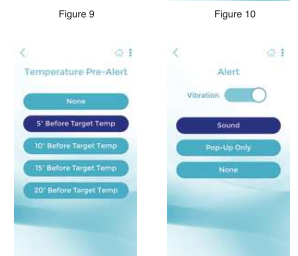 Figure 9
Figure 10
Temperature Pre-Alert
None
5° Before Target Temp
10° Before Target Temp
15° Before Target Temp
20° Before Target Temp
Alert
Vibration
Sound
Pop-Up Only
None